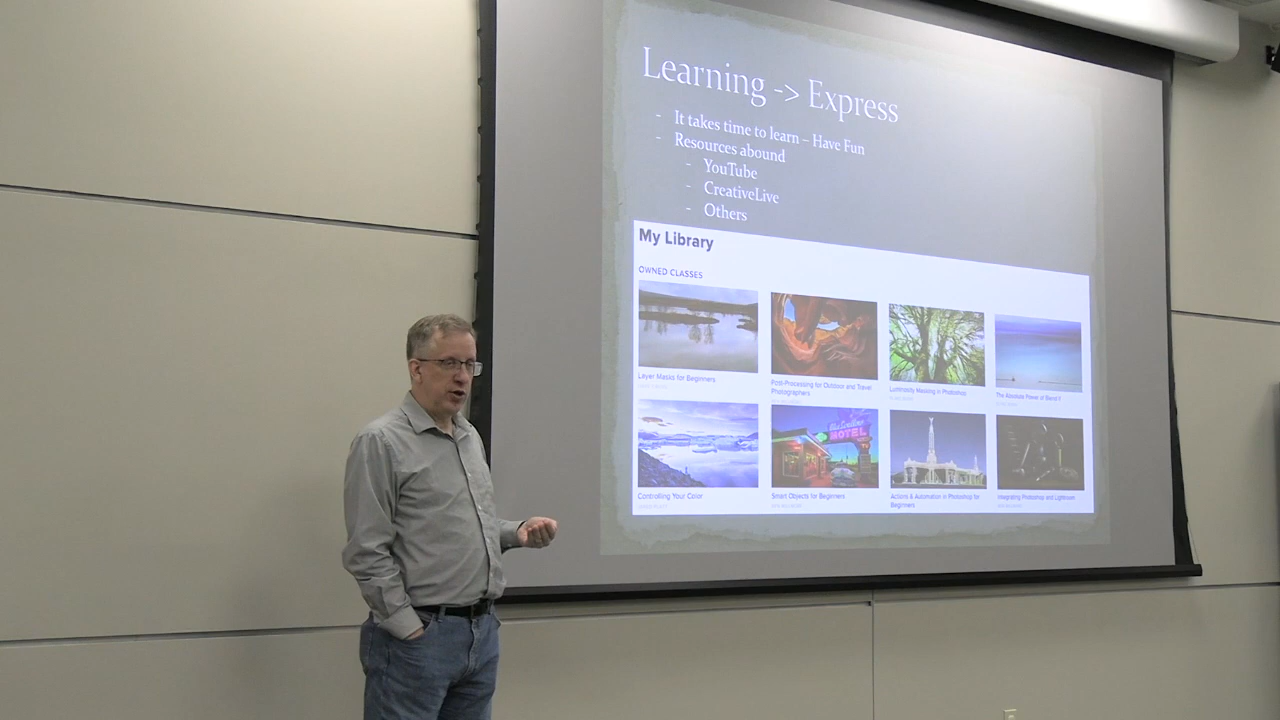 Learning -> Express
- It takes time to learn – Have Fun
- Resources abound
- YouTube
- CreativeLive
- Others
My Library
OWNED CLASSES
Layer Masks for Beginners
Post-Processing for Outdoor and Travel
Photographers
Luminosity Masking in Photoshop
The Absolute Power of Blend If
Controlling Your Color
MOTEL
Smart Objects for Beginners
Actions & Automation in Photoshop for
Beginners
Integrating Photoshop and Lightroom